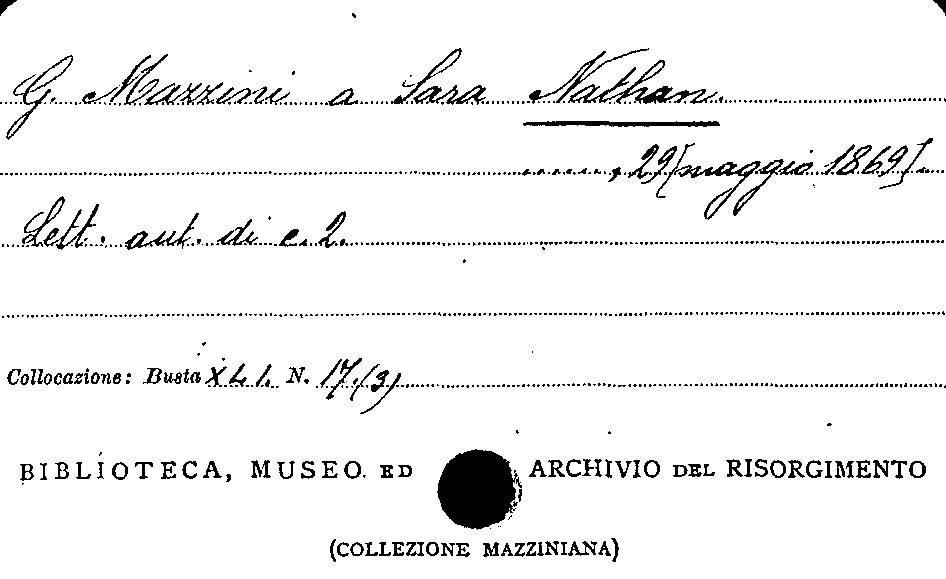 G. Mazzini a Sara Nathan.
......, 29 [maggio 1869].
Lett. aut. di c. 2.
Collocazione: Busta XLI. N. 17.(3)
BIBLIOTECA, MUSEO ED ARCHIVIO DEL RISORGIMENTO
(COLLEZIONE MAZZINIANA)